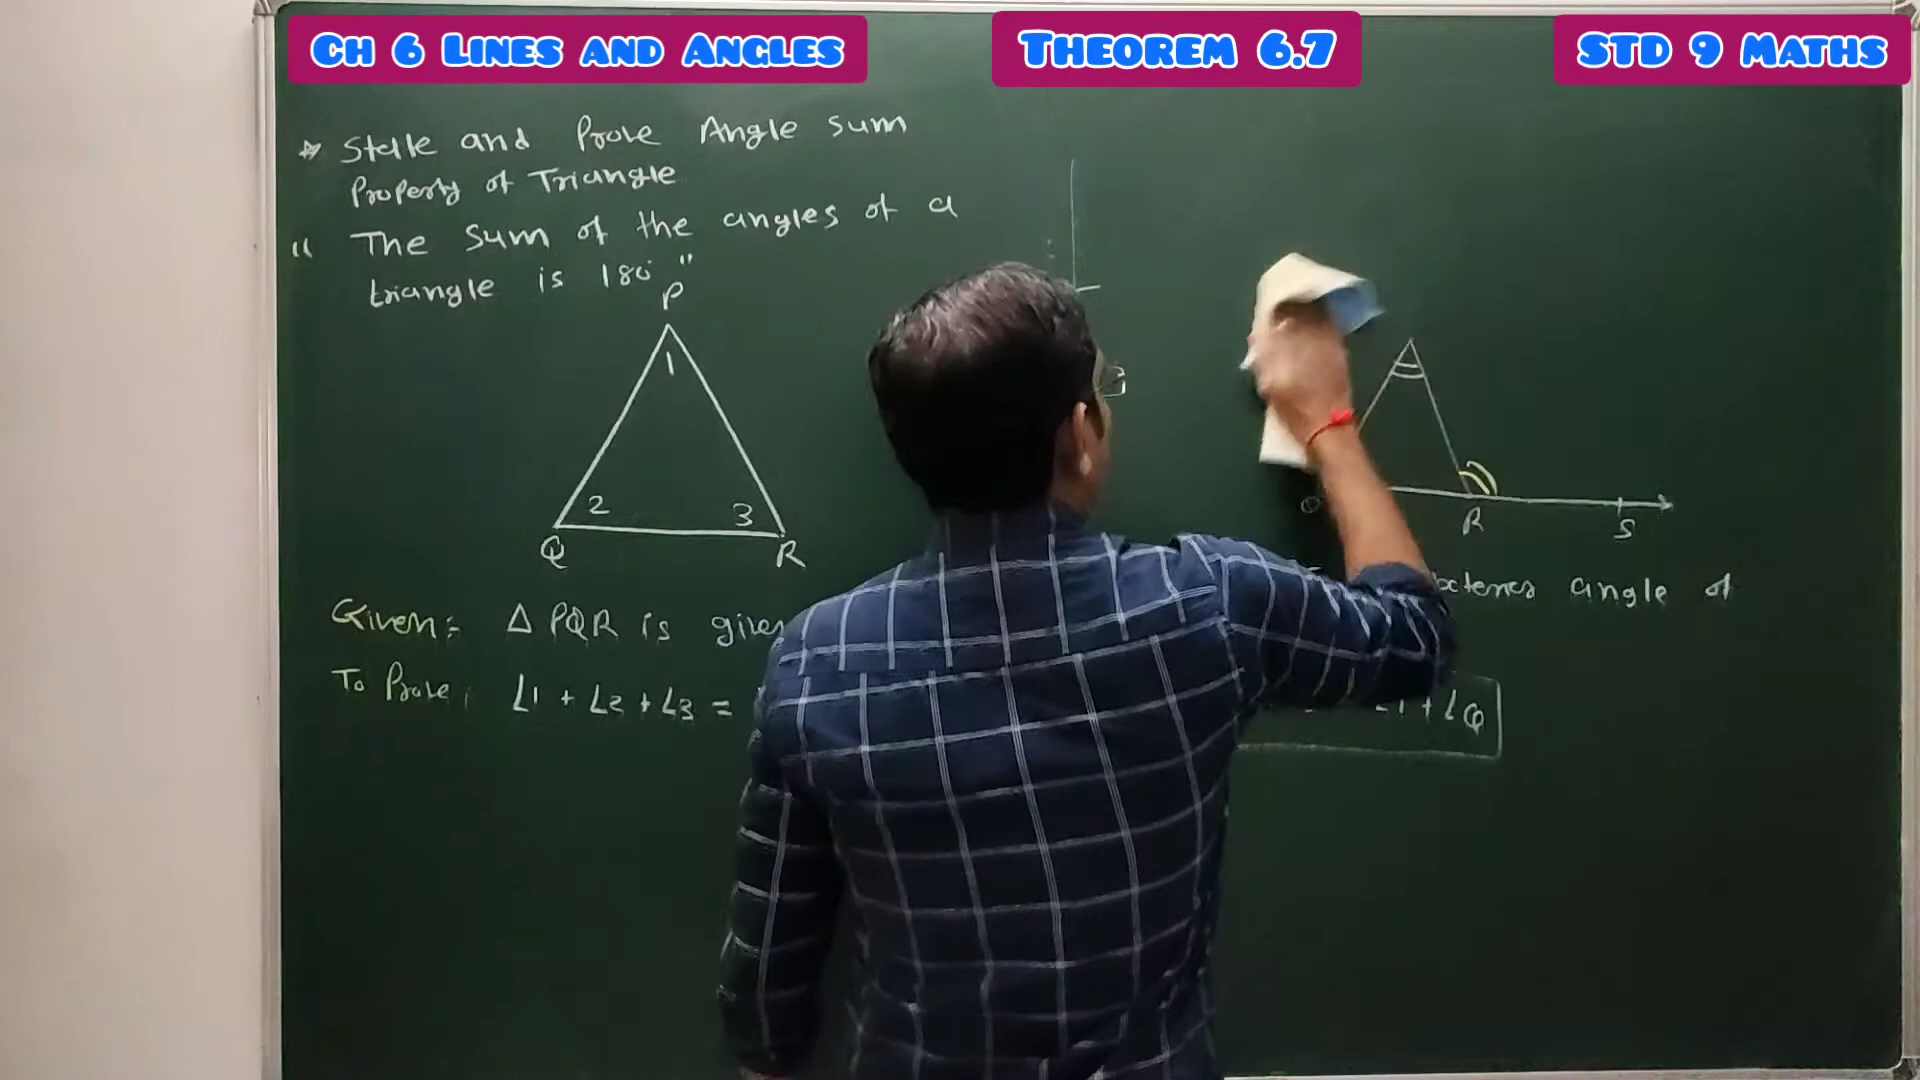 CH 6 LINES AND ANGLES
THEOREM 6.7
STD 9 MATHS
State and Prove Angle sum
Property of Triangle
" The sum of the angles of a
triangle is 180° "
P
1
2
3
Q
R
Given:- Δ PQR is given
To Prove: ∠1 + ∠2 + ∠3 =
R
S
angle of
+ ∠Q